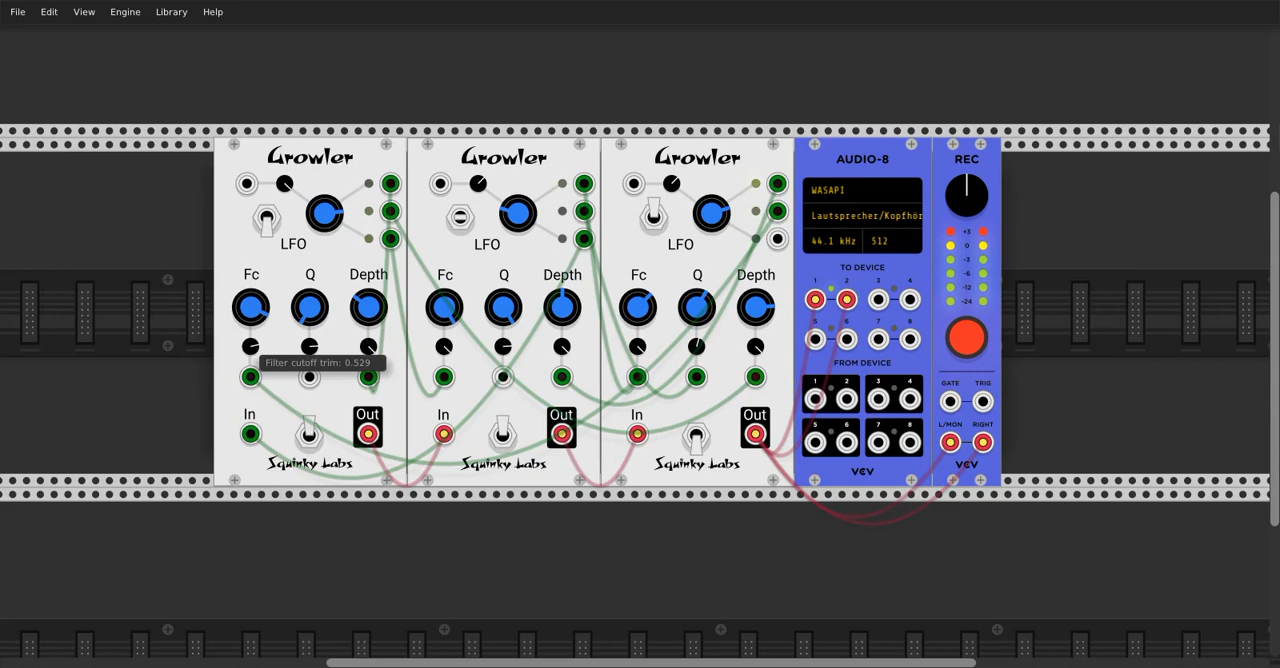 File Edit View Engine Library Help
Growler Growler Growler AUDIO-8 REC
WASAPI
Lautsprecher/Kopfhör
44.1 kHz 512
LFO LFO LFO
+3
0
-3
-6
-12
-24
TO DEVICE
1 2 3 4
5 6 7 8
Fc Q Depth Fc Q Depth Fc Q Depth
Filter cutoff trim: 0.529
FROM DEVICE
1 2 3 4
5 6 7 8
GATE TRIG
In Out In Out In Out
L/MON RIGHT
Squinky Labs Squinky Labs Squinky Labs VCV VCV